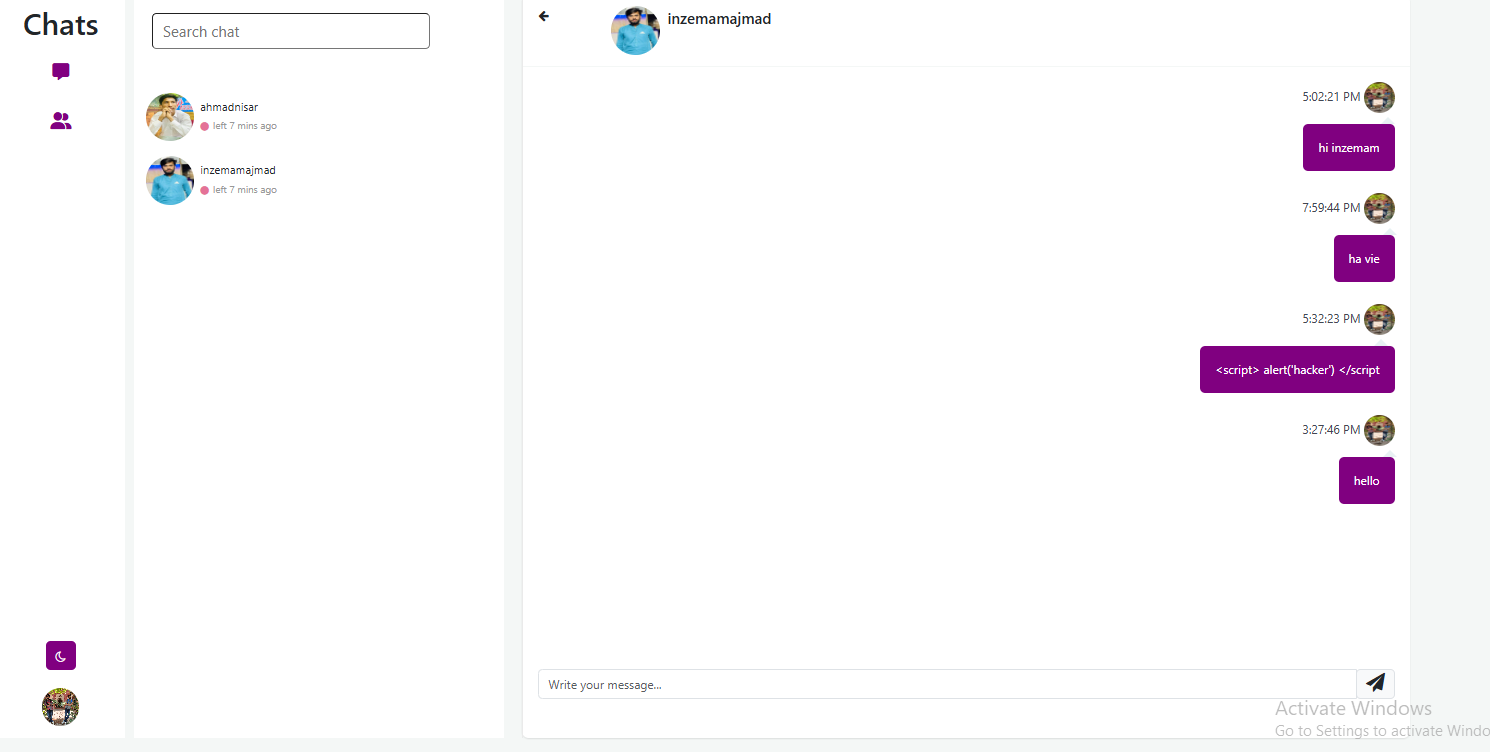 Chats
Search chat
ahmadnisar
left 7 mins ago
inzemamajmad
left 7 mins ago
inzemamajmad
5:02:21 PM
hi inzemam
7:59:44 PM
ha vie
5:32:23 PM
<script> alert('hacker') </script
3:27:46 PM
hello
Write your message...
Activate Windows
Go to Settings to activate Windo